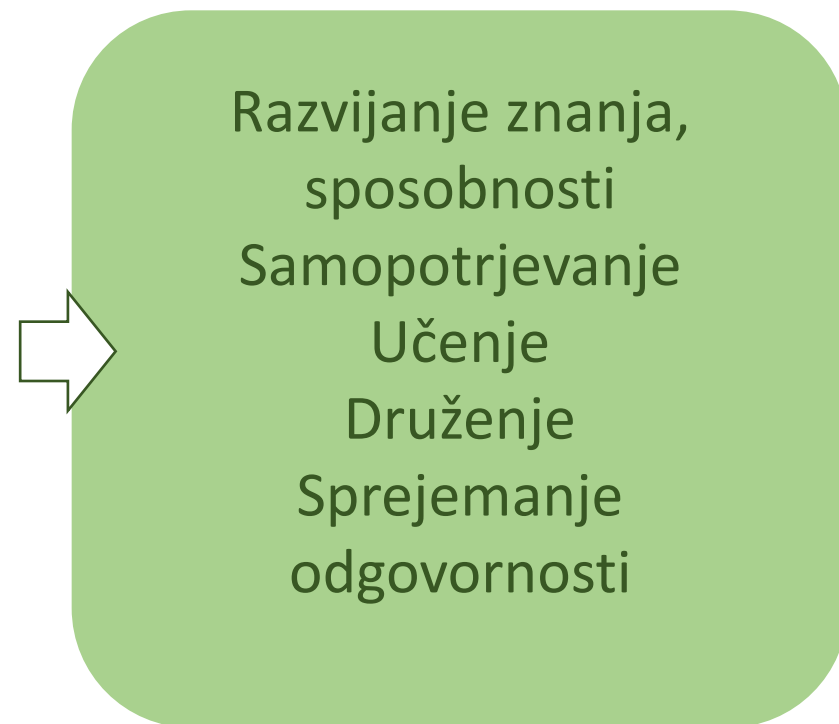 Razvijanje znanja,
sposobnosti
Samopotrjevanje
Učenje
Druženje
Sprejemanje
odgovornosti